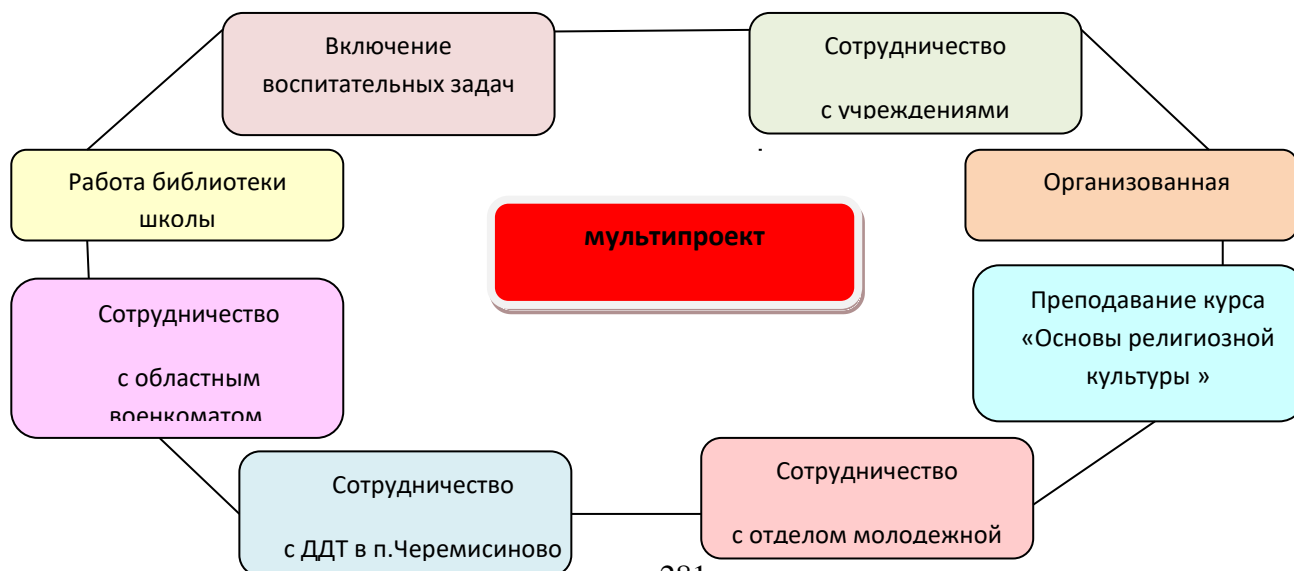 Включение
воспитательных задач
Сотрудничество
с учреждениями
Работа библиотеки
школы
Организованная
мультипроект
Сотрудничество
с областным
военкоматом
Преподавание курса
«Основы религиозной
культуры »
Сотрудничество
с ДДТ в п.Черемисиново
Сотрудничество
с отделом молодежной
281